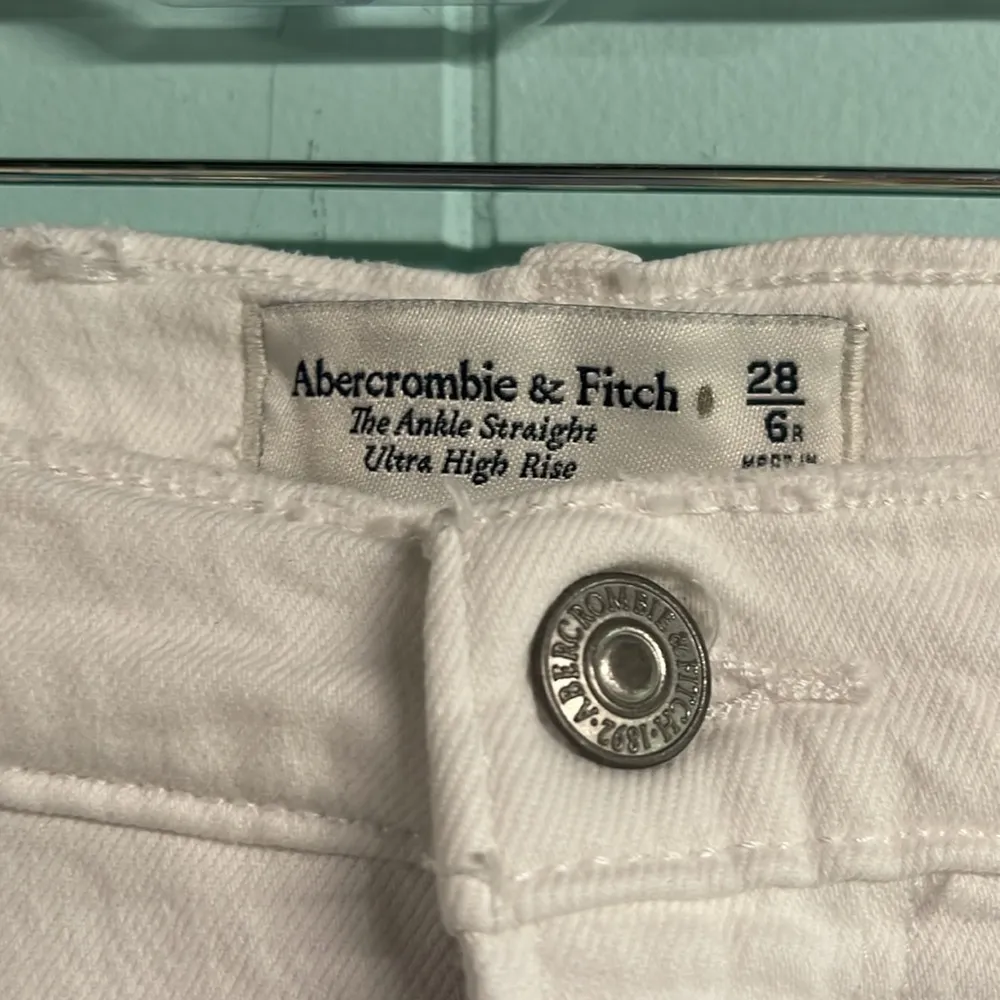 Abercrombie & Fitch
The Ankle Straight
Ultra High Rise
28
6R
ABERCROMBIE & FITCH · 1892 ·